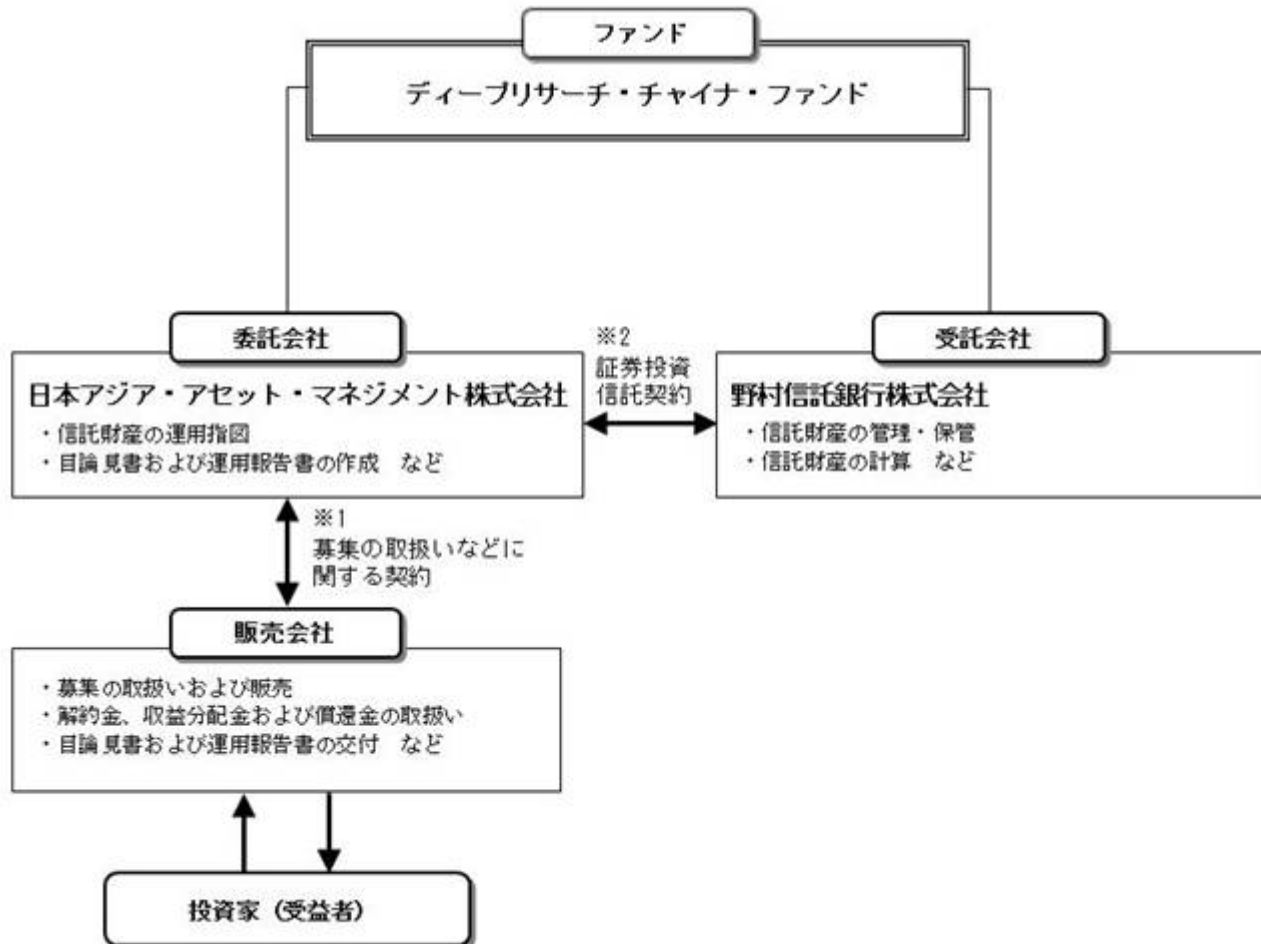 ファンド
ディープリサーチ・チャイナ・ファンド
委託会社
日本アジア・アセット・マネジメント株式会社
・信託財産の運用指図
・目論見書および運用報告書の作成　など
※2
証券投資
信託契約
受託会社
野村信託銀行株式会社
・信託財産の管理・保管
・信託財産の計算　など
※1
募集の取扱いなどに
関する契約
販売会社
・募集の取扱いおよび販売
・解約金、収益分配金および償還金の取扱い
・目論見書および運用報告書の交付　など
投資家（受益者）